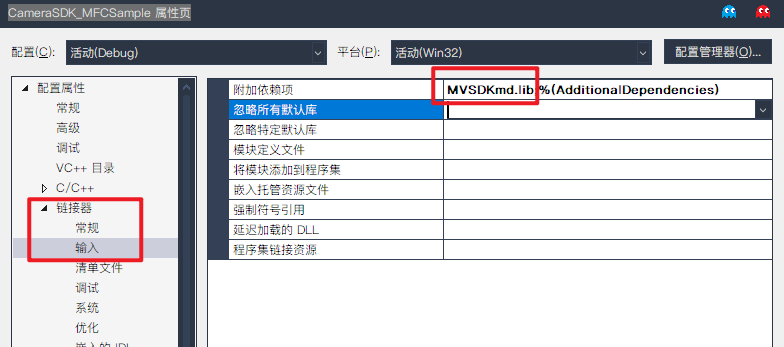 CameraSDK_MFCSample 属性页
配置(C): 活动(Debug) 平台(P): 活动(Win32) 配置管理器(O)...
配置属性
常规
高级
调试
VC++ 目录
C/C++
链接器
常规
输入
清单文件
调试
系统
优化
附加依赖项 MVSDKmd.lib;%(AdditionalDependencies)
忽略所有默认库
忽略特定默认库
模块定义文件
将模块添加到程序集
嵌入托管资源文件
强制符号引用
延迟加载的 DLL
程序集链接资源